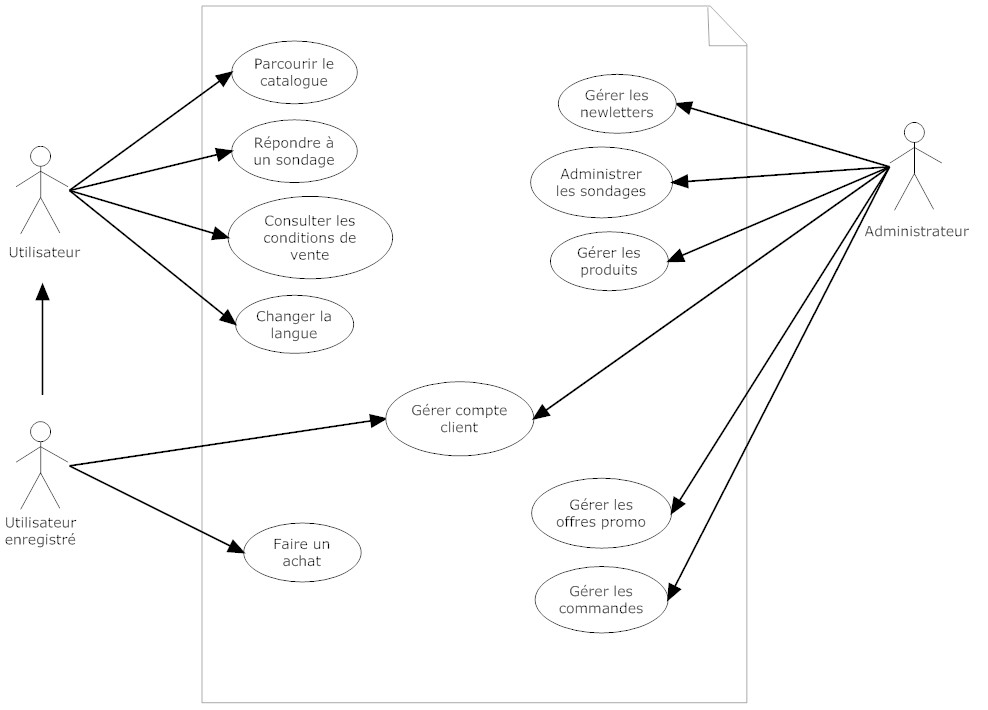 Parcourir le
catalogue
Répondre à
un sondage
Consulter les
conditions de
vente
Changer la
langue
Utilisateur
Utilisateur
enregistré
Gérer compte
client
Faire un
achat
Gérer les
newletters
Administrer
les sondages
Gérer les
produits
Gérer les
offres promo
Gérer les
commandes
Administrateur